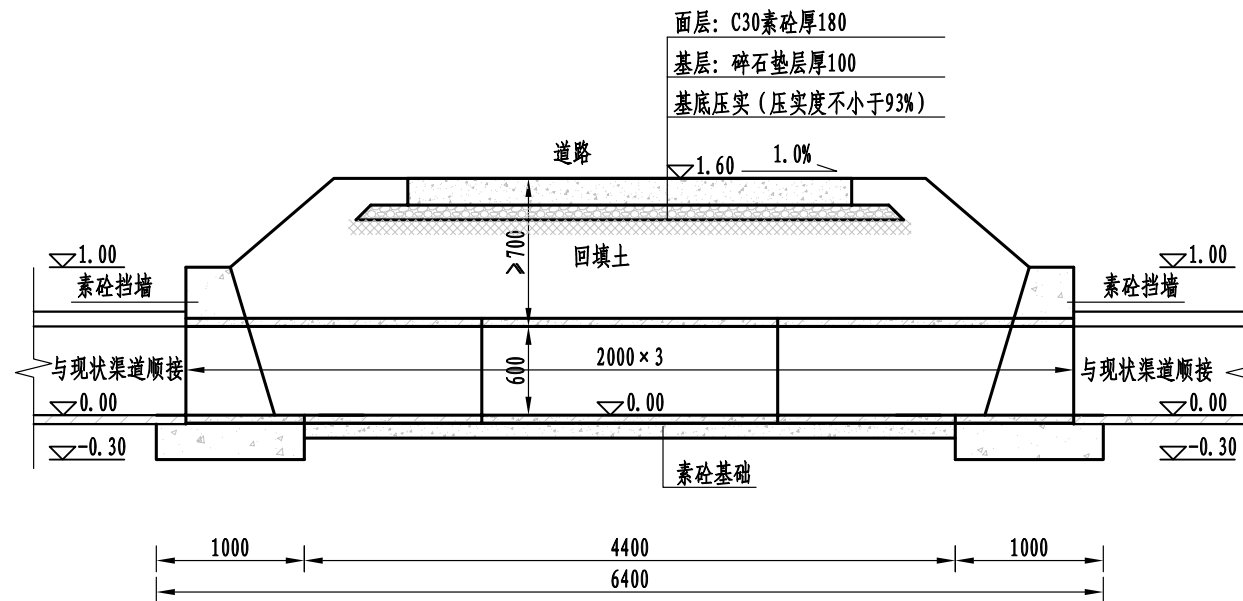 面层: C30素砼厚180
基层: 碎石垫层厚100
基底压实（压实度不小于93%）
道路
1.60
1.0%
1.00
素砼挡墙
≥700
回填土
1.00
素砼挡墙
与现状渠道顺接
600
2000×3
与现状渠道顺接
0.00
0.00
0.00
-0.30
-0.30
素砼基础
1000
4400
1000
6400